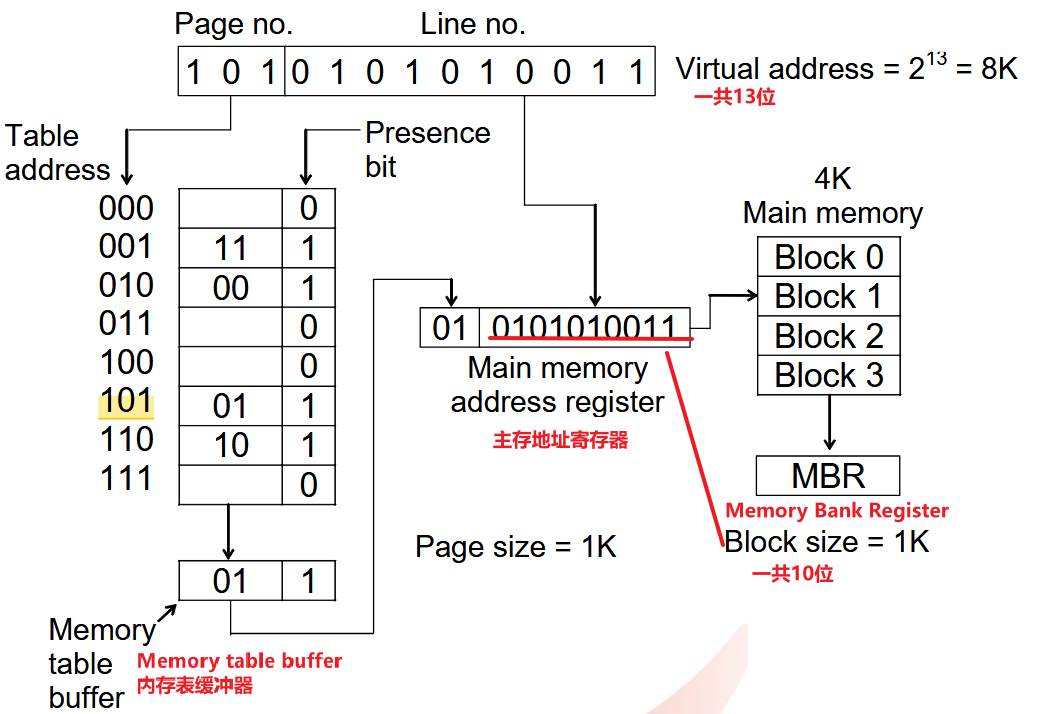 Page no.
Line no.
1 0 1 0 1 0 1 0 1 0 0 1 1
Virtual address = 2^13 = 8K
一共13位
Table
address
Presence
bit
000 0
001 11 1
010 00 1
011 0
100 0
101 01 1
110 10 1
111 0
01 1
Memory
table
buffer
Memory table buffer
内存表缓冲器
01 0101010011
Main memory
address register
主存地址寄存器
Page size = 1K
4K
Main memory
Block 0
Block 1
Block 2
Block 3
MBR
Memory Bank Register
Block size = 1K
一共10位